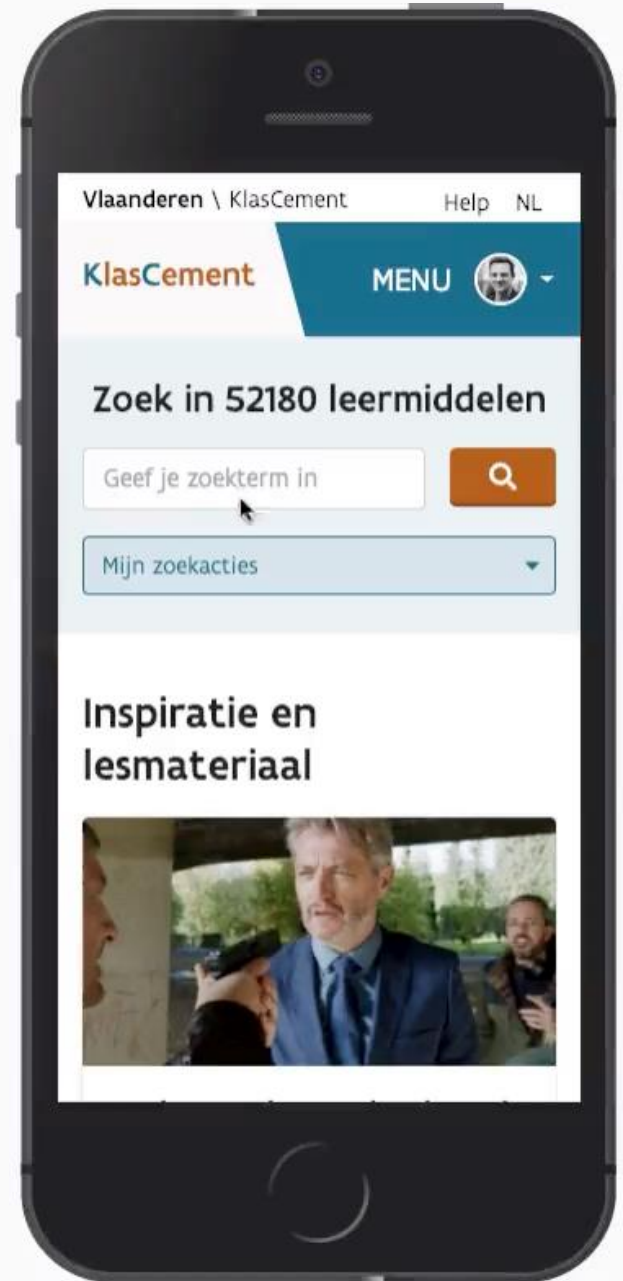 Vlaanderen \ KlasCement Help NL
KlasCement MENU
Zoek in 52180 leermiddelen
Geef je zoekterm in
Mijn zoekacties
Inspiratie en
lesmateriaal